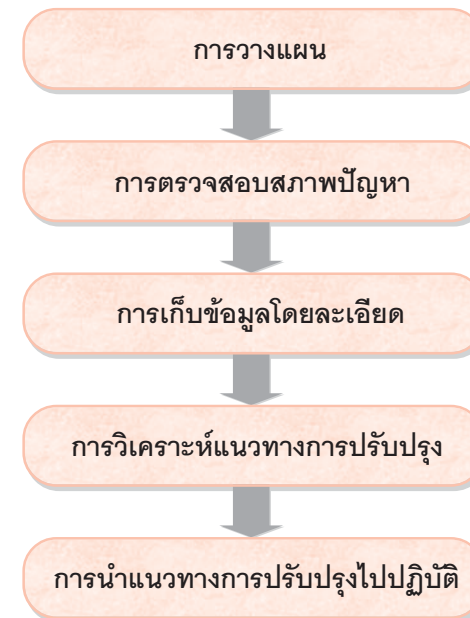 การวางแผน
การตรวจสอบสภาพปัญหา
การเก็บข้อมูลโดยละเอียด
การวิเคราะห์แนวทางการปรับปรุง
การนำแนวทางการปรับปรุงไปปฏิบัติ